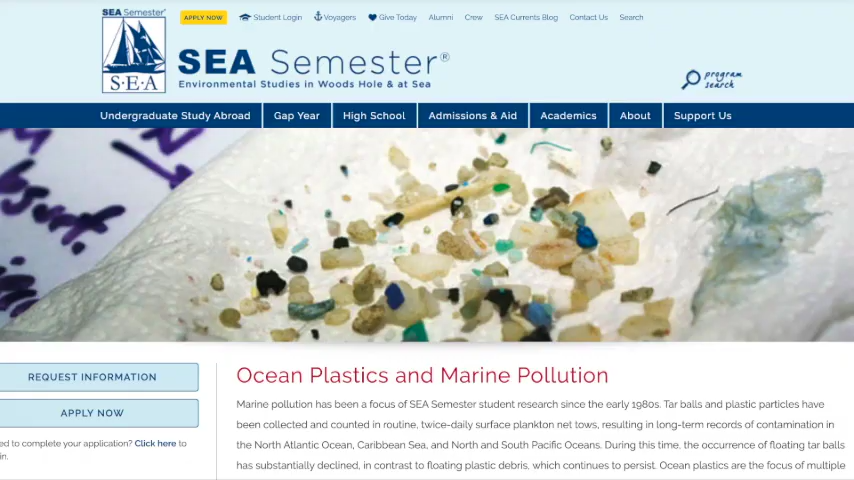 SEA Semester®
S·E·A
APPLY NOW
Student Login
Voyagers
Give Today
Alumni
Crew
SEA Currents Blog
Contact Us
Search
SEA Semester®
Environmental Studies in Woods Hole & at Sea
program
search
Undergraduate Study Abroad
Gap Year
High School
Admissions & Aid
Academics
About
Support Us
REQUEST INFORMATION
APPLY NOW
ed to complete your application? Click here to
in.
Ocean Plastics and Marine Pollution
Marine pollution has been a focus of SEA Semester student research since the early 1980s. Tar balls and plastic particles have
been collected and counted in routine, twice-daily surface plankton net tows, resulting in long-term records of contamination in
the North Atlantic Ocean, Caribbean Sea, and North and South Pacific Oceans. During this time, the occurrence of floating tar balls
has substantially declined, in contrast to floating plastic debris, which continues to persist. Ocean plastics are the focus of multiple